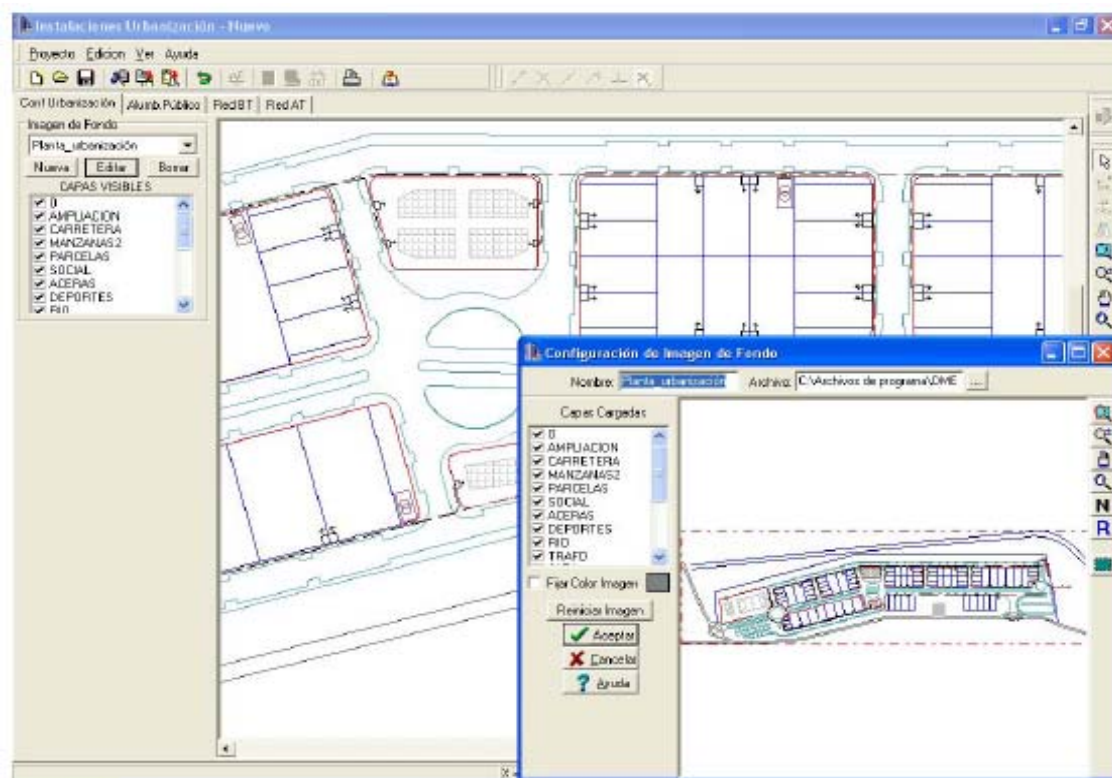 Instalaciones Urbanización - Nuevo
Proyecto Edicion Ver Ayuda
Conf Urbanización Alumb.Público Red BT Red AT
Imagen de Fondo
Planta_urbanización
Nueva Editar Borrar
CAPAS VISIBLES
0
AMPLIACION
CARRETERA
MANZANAS2
PARCELAS
SOCIAL
ACERAS
DEPORTES
RIO
Configuración de Imagen de Fondo
Nombre: Planta_urbanización Archivo: C:\Archivos de programa\DME ...
Capas Cargadas
0
AMPLIACION
CARRETERA
MANZANAS2
PARCELAS
SOCIAL
ACERAS
DEPORTES
RIO
TRAFO
Fijar Color Imagen
Reiniciar Imagen
Aceptar
Cancelar
Ayuda
N
R
X